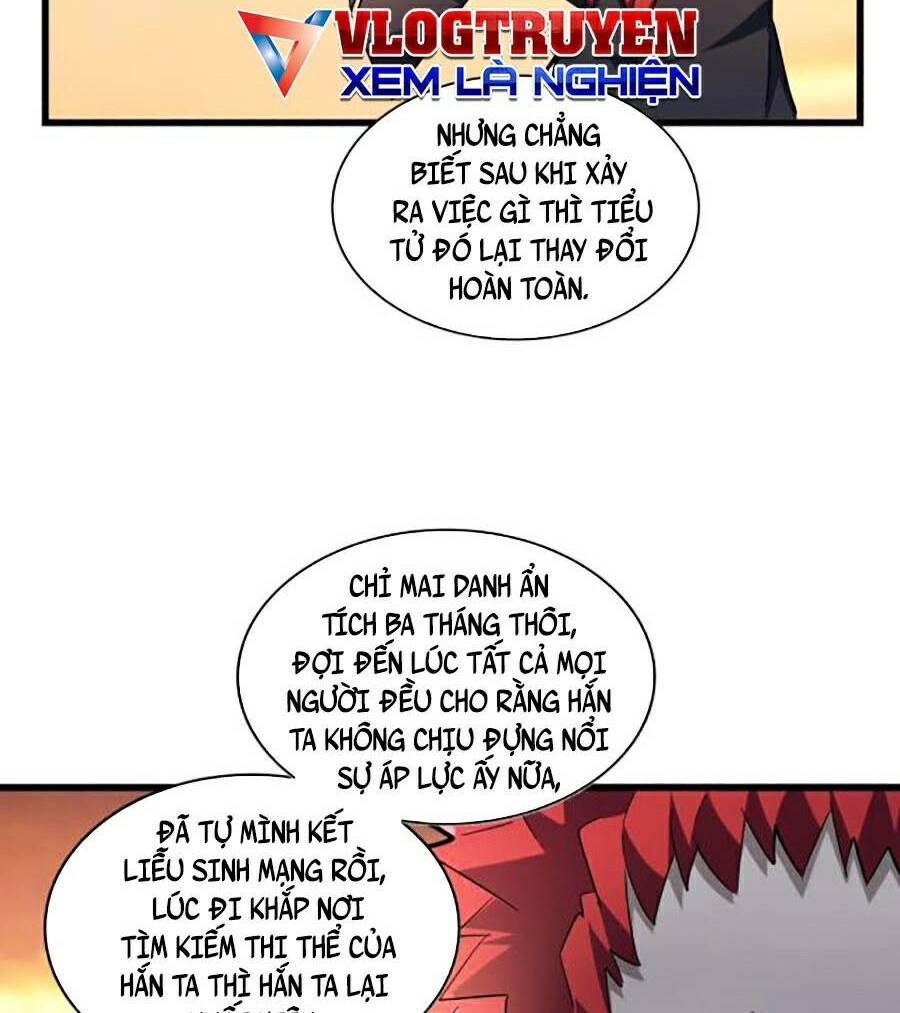 VLOGTRUYEN
XEM LÀ NGHIỆN
NHƯNG CHẲNG
BIẾT SAU KHI XẢY
RA VIỆC GÌ THÌ TIỂU
TỬ ĐÓ LẠI THAY ĐỔI
HOÀN TOÀN.
CHỈ MAI DANH ẨN
TÍCH BA THÁNG THÔI,
ĐỢI ĐẾN LÚC TẤT CẢ MỌI
NGƯỜI ĐỀU CHO RẰNG HẮN
TA KHÔNG CHỊU ĐỰNG NỔI
SỰ ÁP LỰC ẤY NỮA,
ĐÃ TỰ MÌNH KẾT
LIỄU SINH MẠNG RỒI,
LÚC ĐI KHẮP NƠI
TÌM KIẾM THI THỂ CỦA
HẮN TA THÌ HẮN TA LẠI